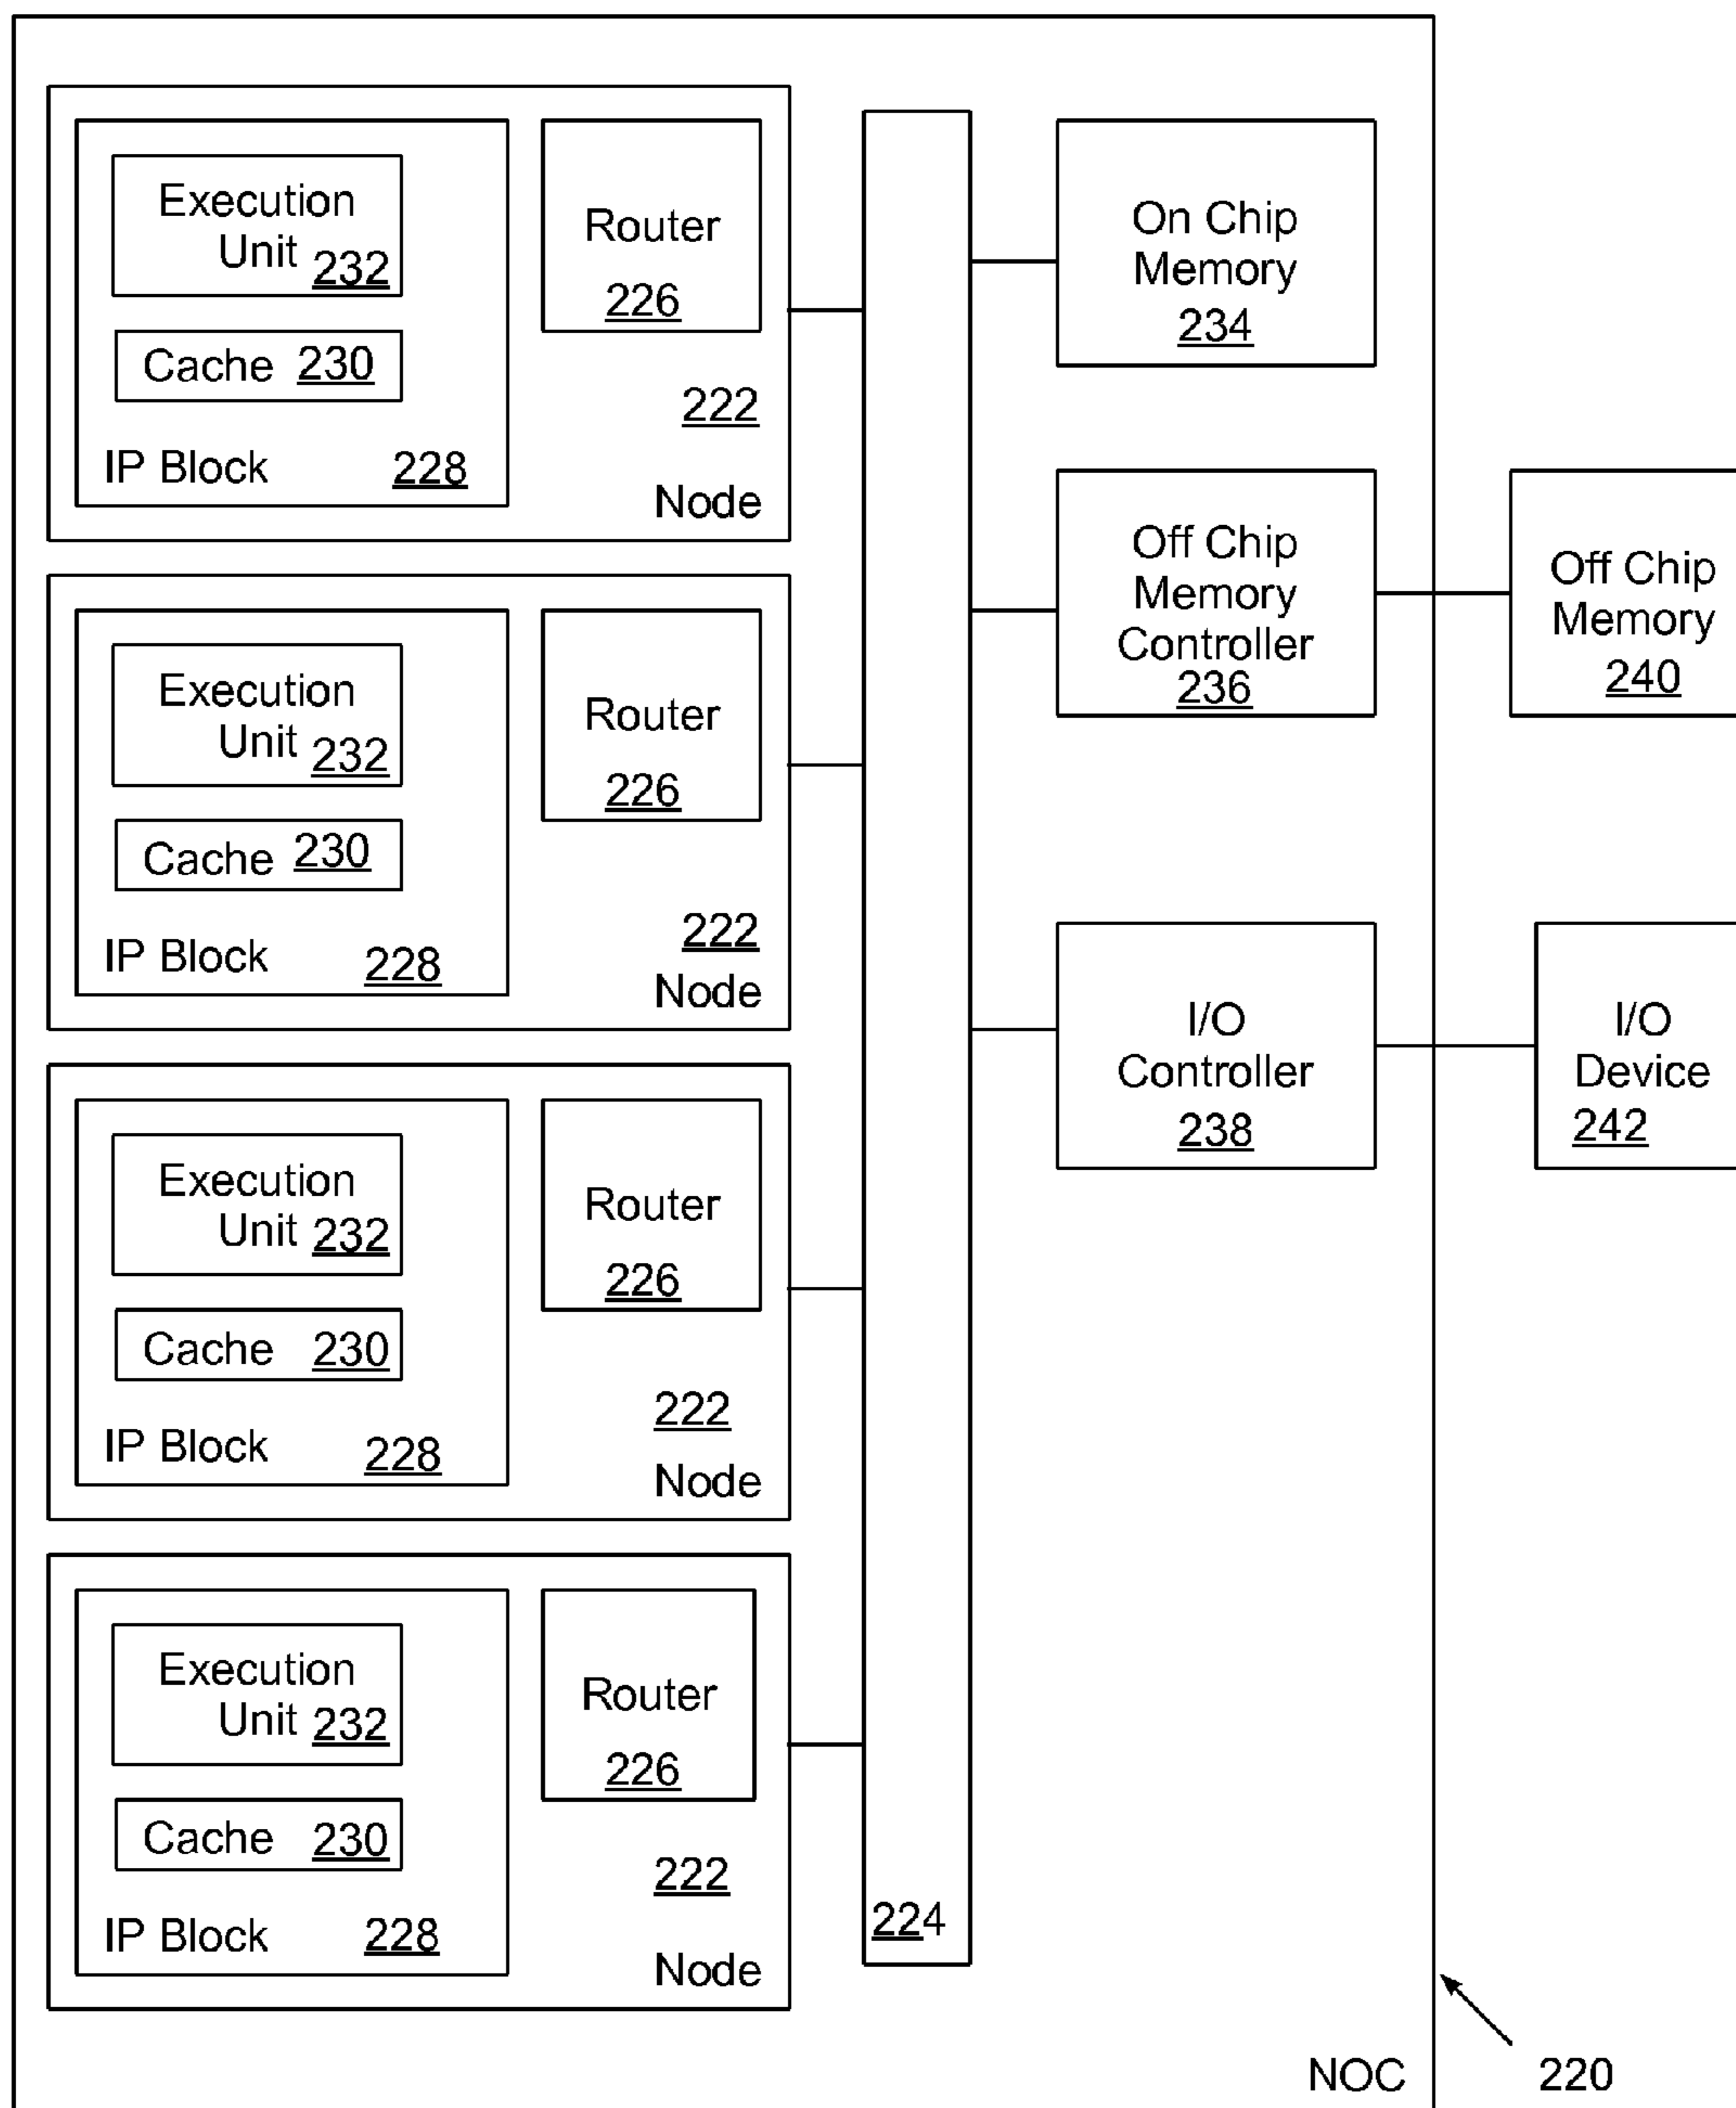 Execution
Unit 232
Cache 230
IP Block 228
Router
226
222
Node
Execution
Unit 232
Cache 230
IP Block 228
Router
226
222
Node
Execution
Unit 232
Cache 230
IP Block 228
Router
226
222
Node
Execution
Unit 232
Cache 230
IP Block 228
Router
226
222
Node
224
On Chip
Memory
234
Off Chip
Memory
Controller
236
Off Chip
Memory
240
I/O
Controller
238
I/O
Device
242
NOC
220